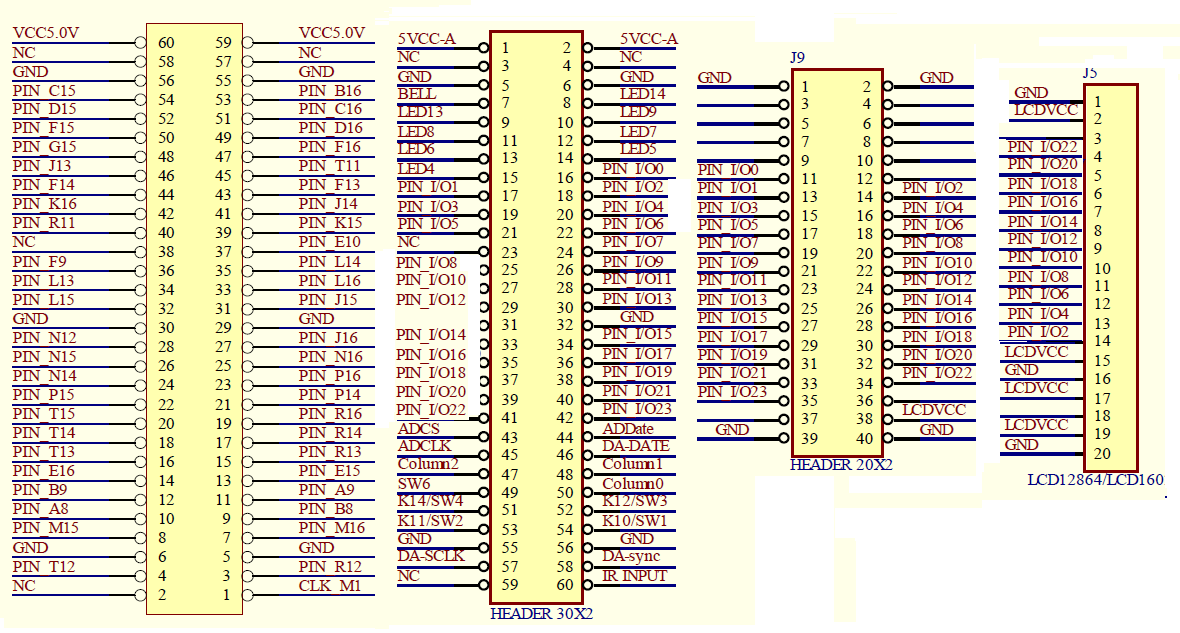 VCC5.0V 60 59 VCC5.0V
NC 58 57 NC
GND 56 55 GND
PIN_C15 54 53 PIN_B16
PIN_D15 52 51 PIN_C16
PIN_F15 50 49 PIN_D16
PIN_G15 48 47 PIN_F16
PIN_J13 46 45 PIN_T11
PIN_F14 44 43 PIN_F13
PIN_K16 42 41 PIN_J14
PIN_R11 40 39 PIN_K15
NC 38 37 PIN_E10
PIN_F9 36 35 PIN_L14
PIN_L13 34 33 PIN_L16
PIN_L15 32 31 PIN_J15
GND 30 29 GND
PIN_N12 28 27 PIN_J16
PIN_N15 26 25 PIN_N16
PIN_N14 24 23 PIN_P16
PIN_P15 22 21 PIN_P14
PIN_T15 20 19 PIN_R16
PIN_T14 18 17 PIN_R14
PIN_T13 16 15 PIN_R13
PIN_E16 14 13 PIN_E15
PIN_B9 12 11 PIN_A9
PIN_A8 10 9 PIN_B8
PIN_M15 8 7 PIN_M16
GND 6 5 GND
PIN_T12 4 3 PIN_R12
NC 2 1 CLK_M1
5VCC-A 1 2 5VCC-A
NC 3 4 NC
GND 5 6 GND
BELL 7 8 LED14
LED13 9 10 LED9
LED8 11 12 LED7
LED6 13 14 LED5
LED4 15 16 PIN_I/O0
PIN_I/O1 17 18 PIN_I/O2
PIN_I/O3 19 20 PIN_I/O4
PIN_I/O5 21 22 PIN_I/O6
NC 23 24 PIN_I/O7
PIN_I/O8 25 26 PIN_I/O9
PIN_I/O10 27 28 PIN_I/O11
PIN_I/O12 29 30 PIN_I/O13
31 32 GND
PIN_I/O14 33 34 PIN_I/O15
PIN_I/O16 35 36 PIN_I/O17
PIN_I/O18 37 38 PIN_I/O19
PIN_I/O20 39 40 PIN_I/O21
PIN_I/O22 41 42 PIN_I/O23
ADCS 43 44 ADDate
ADCLK 45 46 DA-DATE
Column2 47 48 Column1
SW6 49 50 Column0
K14/SW4 51 52 K12/SW3
K11/SW2 53 54 K10/SW1
GND 55 56 GND
DA-SCLK 57 58 DA-sync
NC 59 60 IR INPUT
HEADER 30X2
J9
GND 1 2 GND
3 4
5 6
7 8
9 10
PIN_I/O0 11 12
PIN_I/O1 13 14 PIN_I/O2
PIN_I/O3 15 16 PIN_I/O4
PIN_I/O5 17 18 PIN_I/O6
PIN_I/O7 19 20 PIN_I/O8
PIN_I/O9 21 22 PIN_I/O10
PIN_I/O11 23 24 PIN_I/O12
PIN_I/O13 25 26 PIN_I/O14
PIN_I/O15 27 28 PIN_I/O16
PIN_I/O17 29 30 PIN_I/O18
PIN_I/O19 31 32 PIN_I/O20
PIN_I/O21 33 34 PIN_I/O22
PIN_I/O23 35 36
37 38 LCDVCC
GND 39 40 GND
HEADER 20X2
J5
GND 1
LCDVCC 2
3
PIN_I/O22 4
PIN_I/O20 5
PIN_I/O18 6
PIN_I/O16 7
PIN_I/O14 8
PIN_I/O12 9
PIN_I/O10 10
PIN_I/O8 11
PIN_I/O6 12
PIN_I/O4 13
PIN_I/O2 14
LCDVCC 15
GND 16
LCDVCC 17
18
LCDVCC 19
GND 20
LCD12864/LCD160